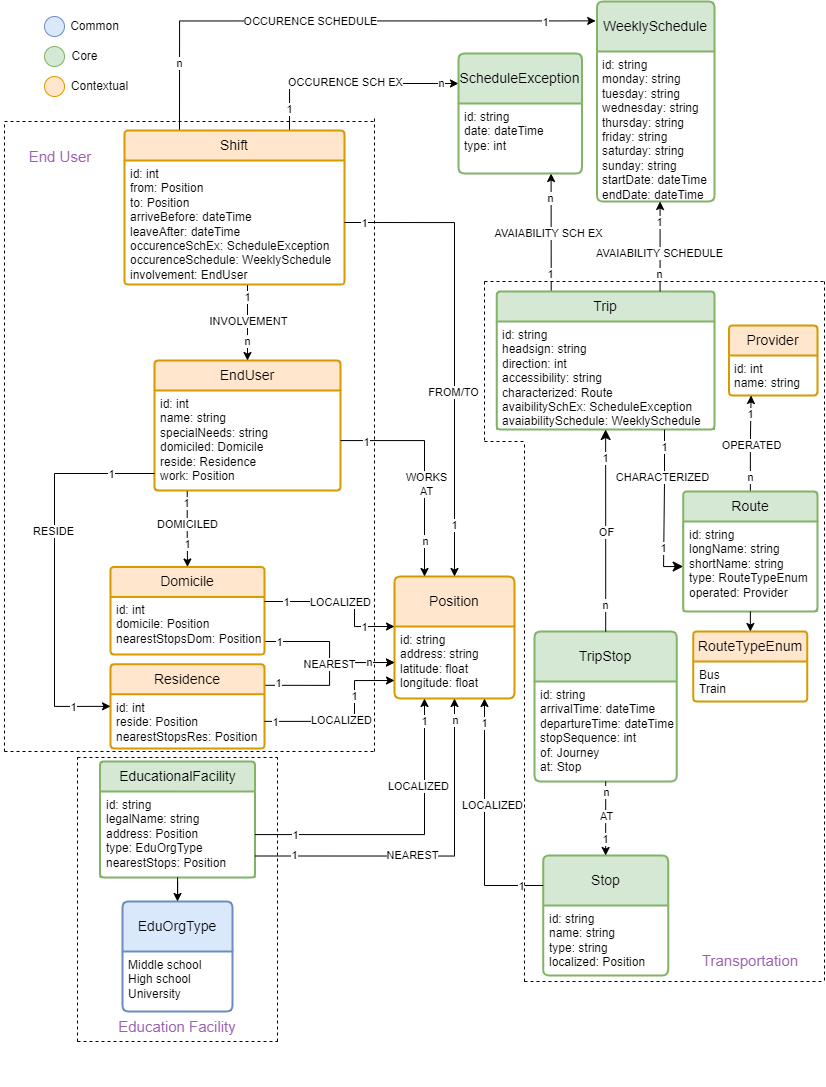 Common
Core
Contextual
OCCURENCE SCHEDULE
1
n
OCCURENCE SCH EX
n
1
WeeklySchedule
id: string
monday: string
tuesday: string
wednesday: string
thursday: string
friday: string
saturday: string
sunday: string
startDate: dateTime
endDate: dateTime
ScheduleException
id: string
date: dateTime
type: int
End User
Shift
id: int
from: Position
to: Position
arriveBefore: dateTime
leaveAfter: dateTime
occurenceSchEx: ScheduleException
occurenceSchedule: WeeklySchedule
involvement: EndUser
1
INVOLVEMENT
n
1
FROM/TO
1
n
AVAIABILITY SCH EX
1
1
AVAIABILITY SCHEDULE
n
Trip
id: string
headsign: string
direction: int
accessibility: string
characterized: Route
avaibilitySchEx: ScheduleException
avaiabilitySchedule: WeeklySchedule
Provider
id: int
name: string
1
OPERATED
n
1
CHARACTERIZED
1
EndUser
id: int
name: string
specialNeeds: string
domiciled: Domicile
reside: Residence
work: Position
1
WORKS
AT
n
1
RESIDE
1
1
DOMICILED
1
1
OF
n
Route
id: string
longName: string
shortName: string
type: RouteTypeEnum
operated: Provider
RouteTypeEnum
Bus
Train
Domicile
id: int
domicile: Position
nearestStopsDom: Position
1
LOCALIZED
1
1
NEAREST
n
1
Residence
id: int
reside: Position
nearestStopsRes: Position
1
LOCALIZED
1
Position
id: string
address: string
latitude: float
longitude: float
TripStop
id: string
arrivalTime: dateTime
departureTime: dateTime
stopSequence: int
of: Journey
at: Stop
n
AT
1
EducationalFacility
id: string
legalName: string
address: Position
type: EduOrgType
nearestStops: Position
1
LOCALIZED
1
1
NEAREST
n
1
LOCALIZED
1
Stop
id: string
name: string
type: string
localized: Position
EduOrgType
Middle school
High school
University
Education Facility
Transportation